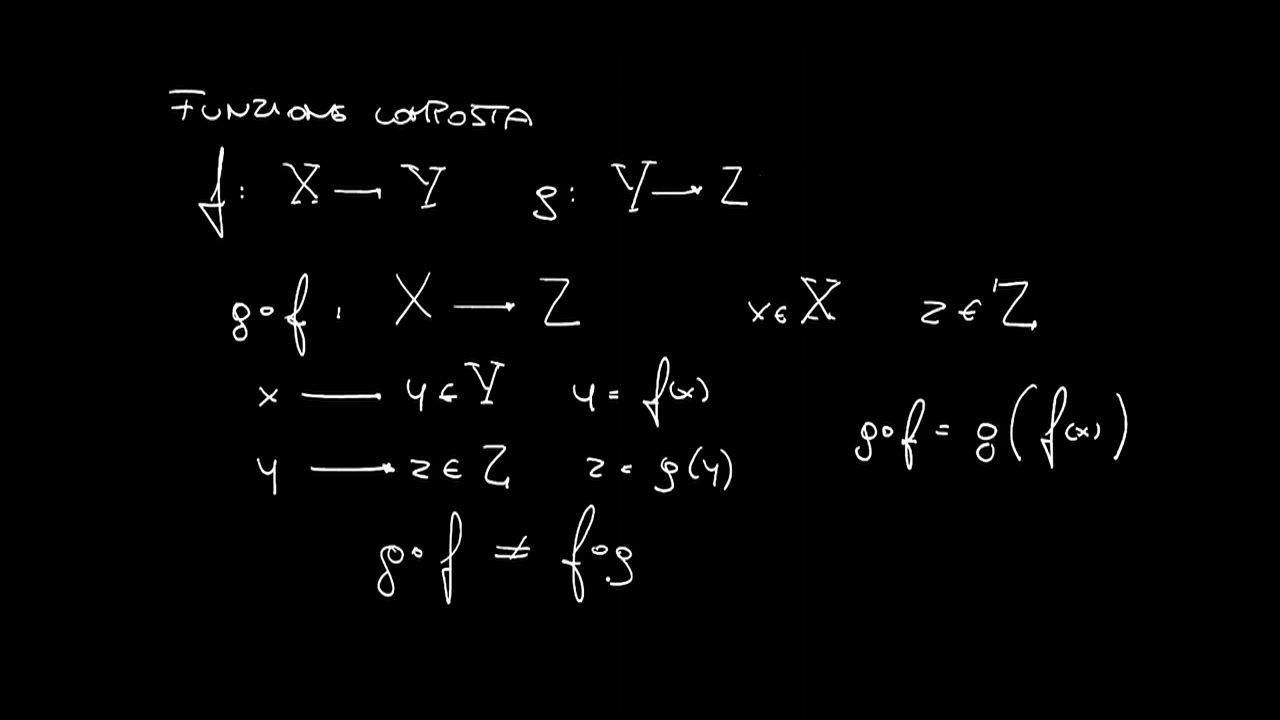 FUNZIONE COMPOSTA
f: X → Y g: Y → Z
g∘f: X → Z x ∈ X z ∈ Z
x — y ∈ Y y = f(x)
g∘f = g(f(x))
y → z ∈ Z z = g(y)
g∘f ≠ f∘g